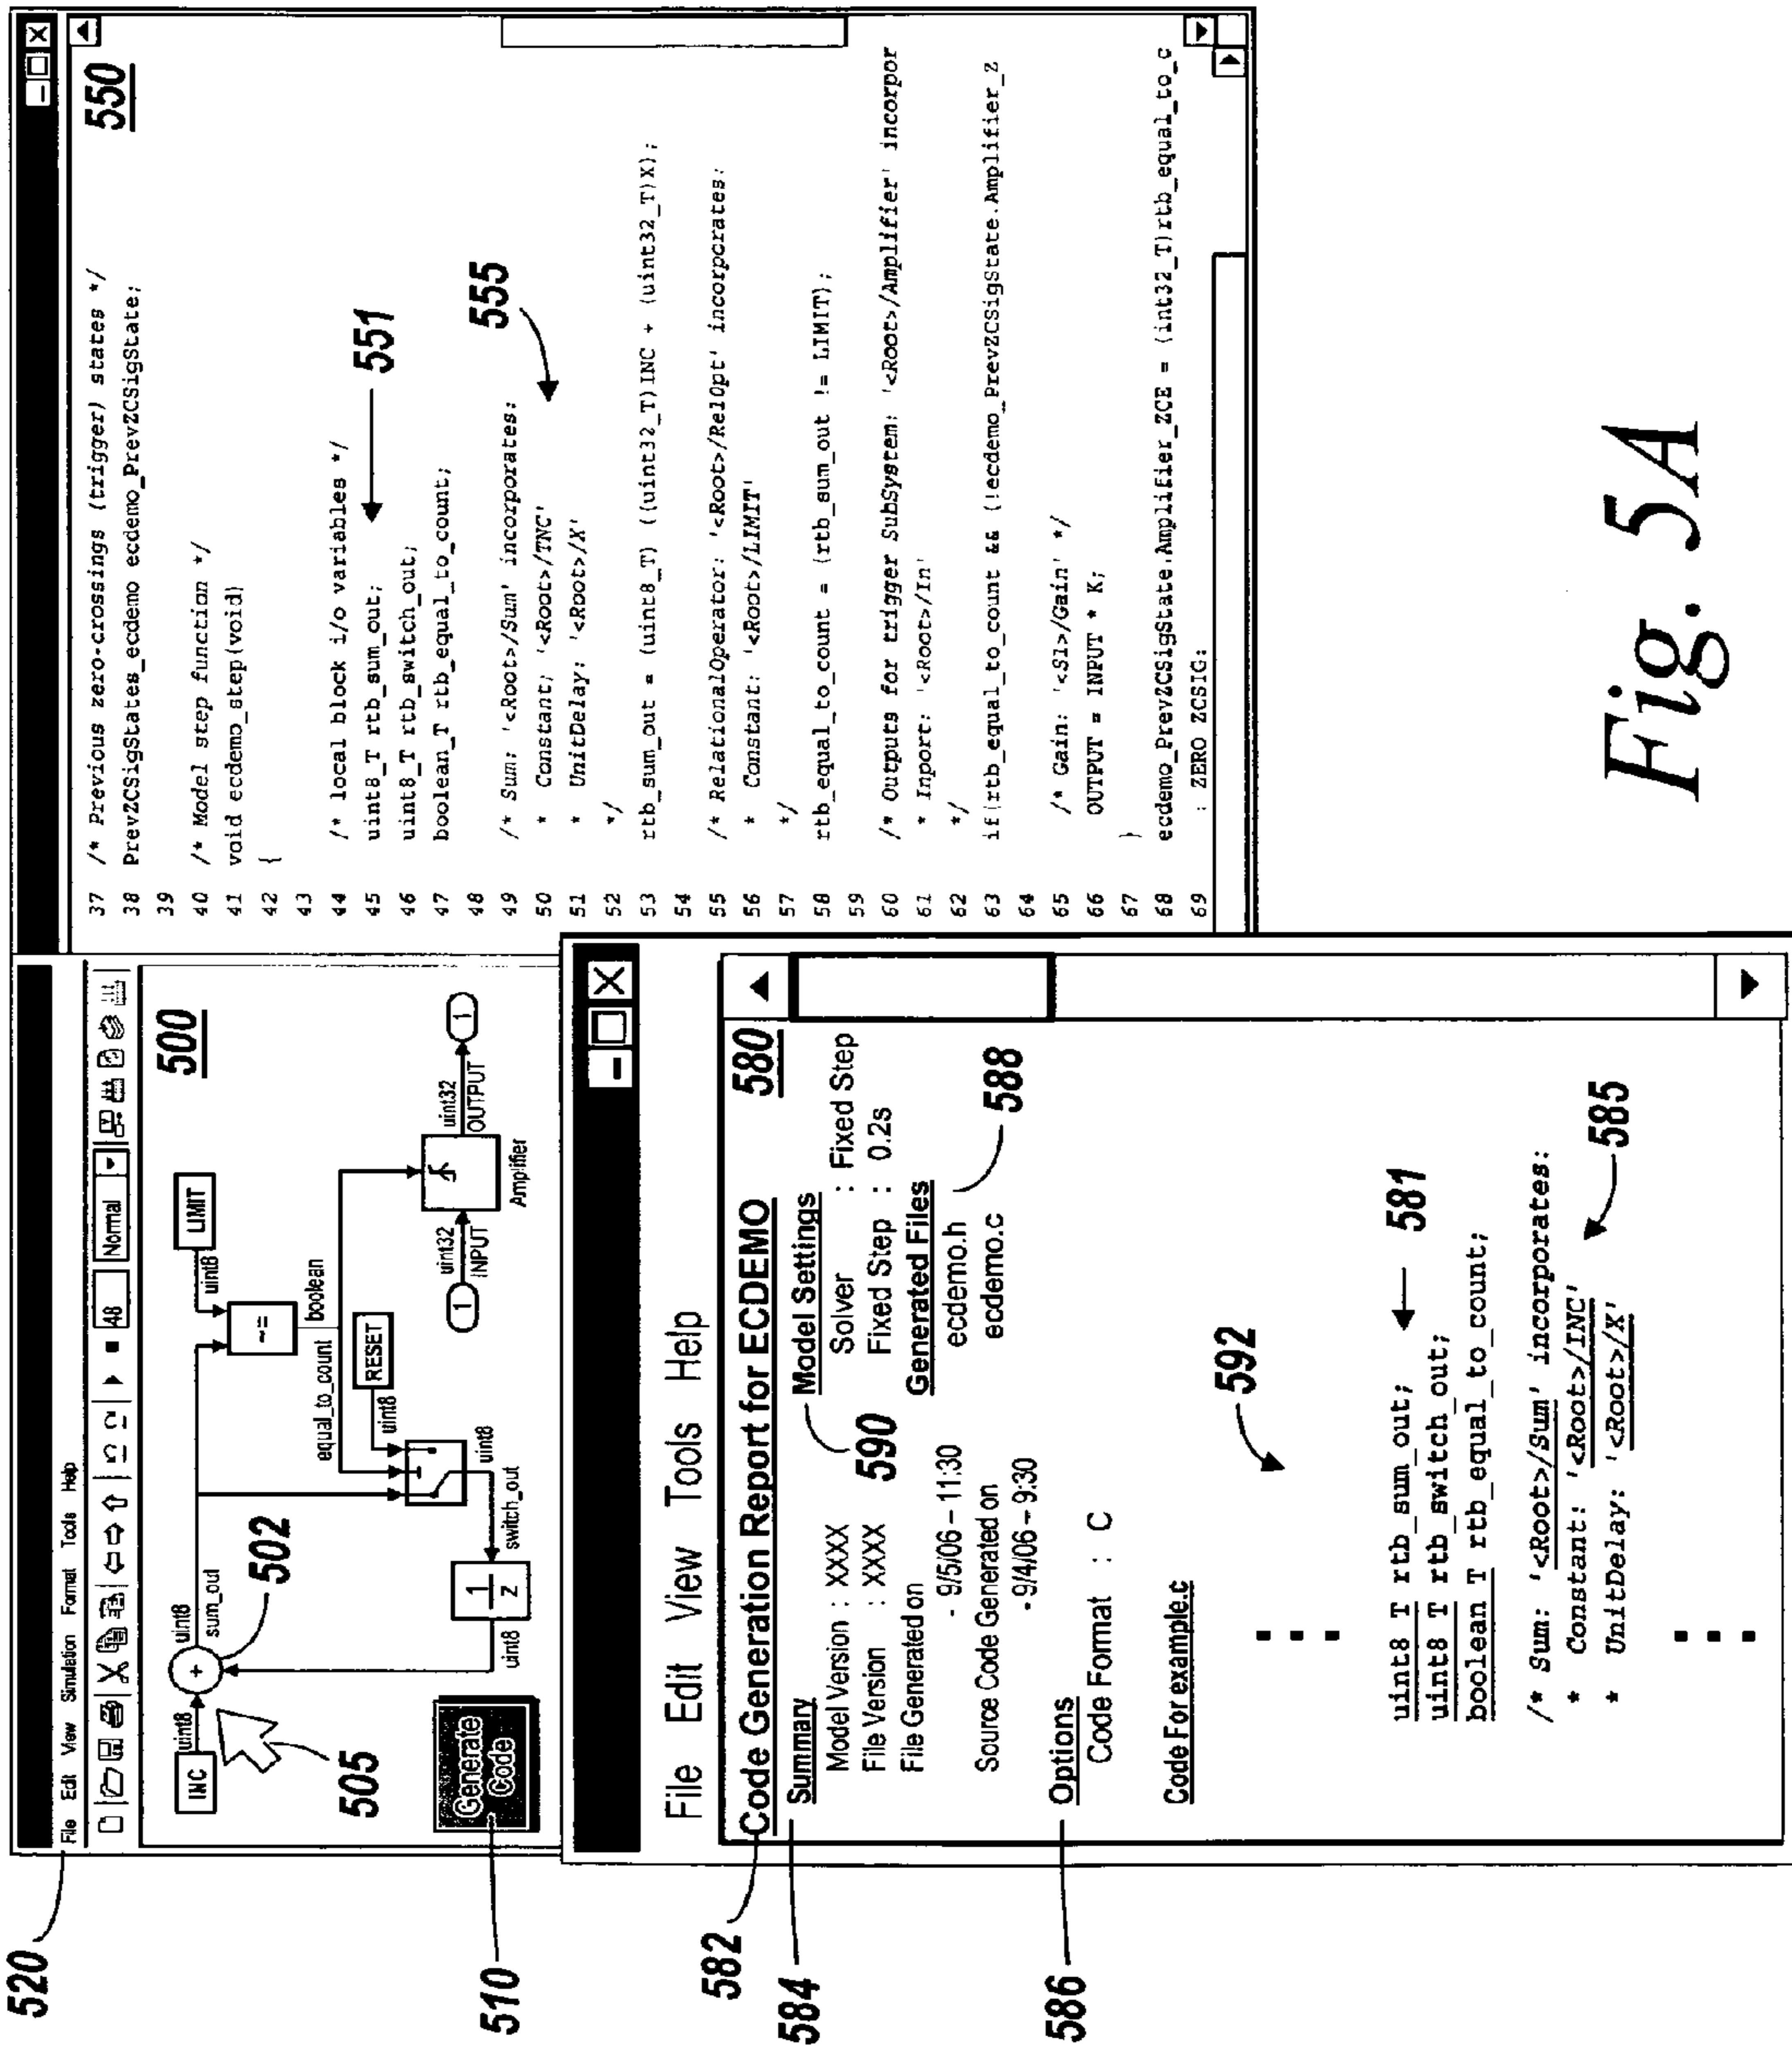 520
File Edit View Simulation Format Tools Help
48
Normal
500
INC
uint8
+
uint8
sum_out
502
505
LIMIT
uint8
~=
boolean
equal_to_count
RESET
uint8
uint8
switch_out
1
z
uint8
1
uint32
INPUT
Amplifier
uint32
OUTPUT
1
Generate
Code
510
550
37 /* Previous zero-crossings (trigger) states */
38 PrevZCSigStates_ecdemo ecdemo_PrevZCSigState;
39
40 /* Model step function */
41 void ecdemo_step(void)
42 {
43
44 /* local block i/o variables */
45 uint8_T rtb_sum_out;
551
46 uint8_T rtb_switch_out;
47 boolean_T rtb_equal_to_count;
48
49 /* Sum: '<Root>/Sum' incorporates:
555
50 * Constant; '<Root>/TNC'
51 * UnitDelay: '<Root>/X'
52 */
53 rtb_sum_out = (uint8_T) ((uint32_T)INC + (uint32_T)X);
54
55 /* RelationalOperator: '<Root>/RelOpt' incorporates:
56 * Constant: '<Root>/LIMIT'
57 */
58 rtb_equal_to_count = (rtb_sum_out != LIMIT);
59
60 /* Outputs for trigger SubSystem: '<Root>/Amplifier' incorpor
61 * Inport: '<Root>/In'
62 */
63 if(rtb_equal_to_count && (!ecdemo_PrevZCSigState.Amplifier_Z
64
65 /* Gain: '<S1>/Gain' */
66 OUTPUT = INPUT * K;
67 }
68 ecdemo_PrevZCSigState.Amplifier_ZCE = (int32_T)rtb_equal_to_c
69 : ZERO ZCSIG:
File Edit View Tools Help
582
Code Generation Report for ECDEMO
580
584
Summary
Model Version : XXXX
File Version : XXXX
File Generated on
- 9/5/06 – 11:30
Source Code Generated on
- 9/4/06 – 9:30
590
Model Settings
Solver : Fixed Step
Fixed Step : 0.2s
Generated Files
ecdemo.h
ecdemo.c
588
586
Options
Code Format : C
Code For example.c
592
uint8 T rtb_sum_out;
581
uint8 T rtb_switch_out;
boolean T rtb_equal_to_count;
/* Sum: '<Root>/Sum' incorporates:
* Constant: '<Root>/INC'
* UnitDelay: '<Root>/X'
585
Fig. 5A